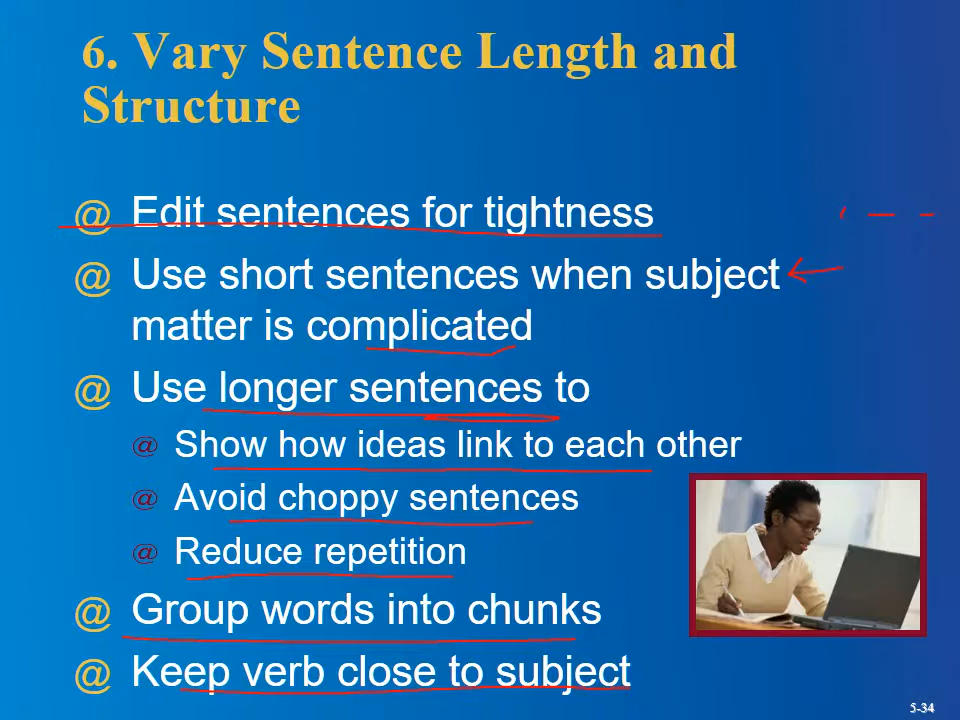 6. Vary Sentence Length and
Structure
@ Edit sentences for tightness
@ Use short sentences when subject
matter is complicated
@ Use longer sentences to
@ Show how ideas link to each other
@ Avoid choppy sentences
@ Reduce repetition
@ Group words into chunks
@ Keep verb close to subject
5-34